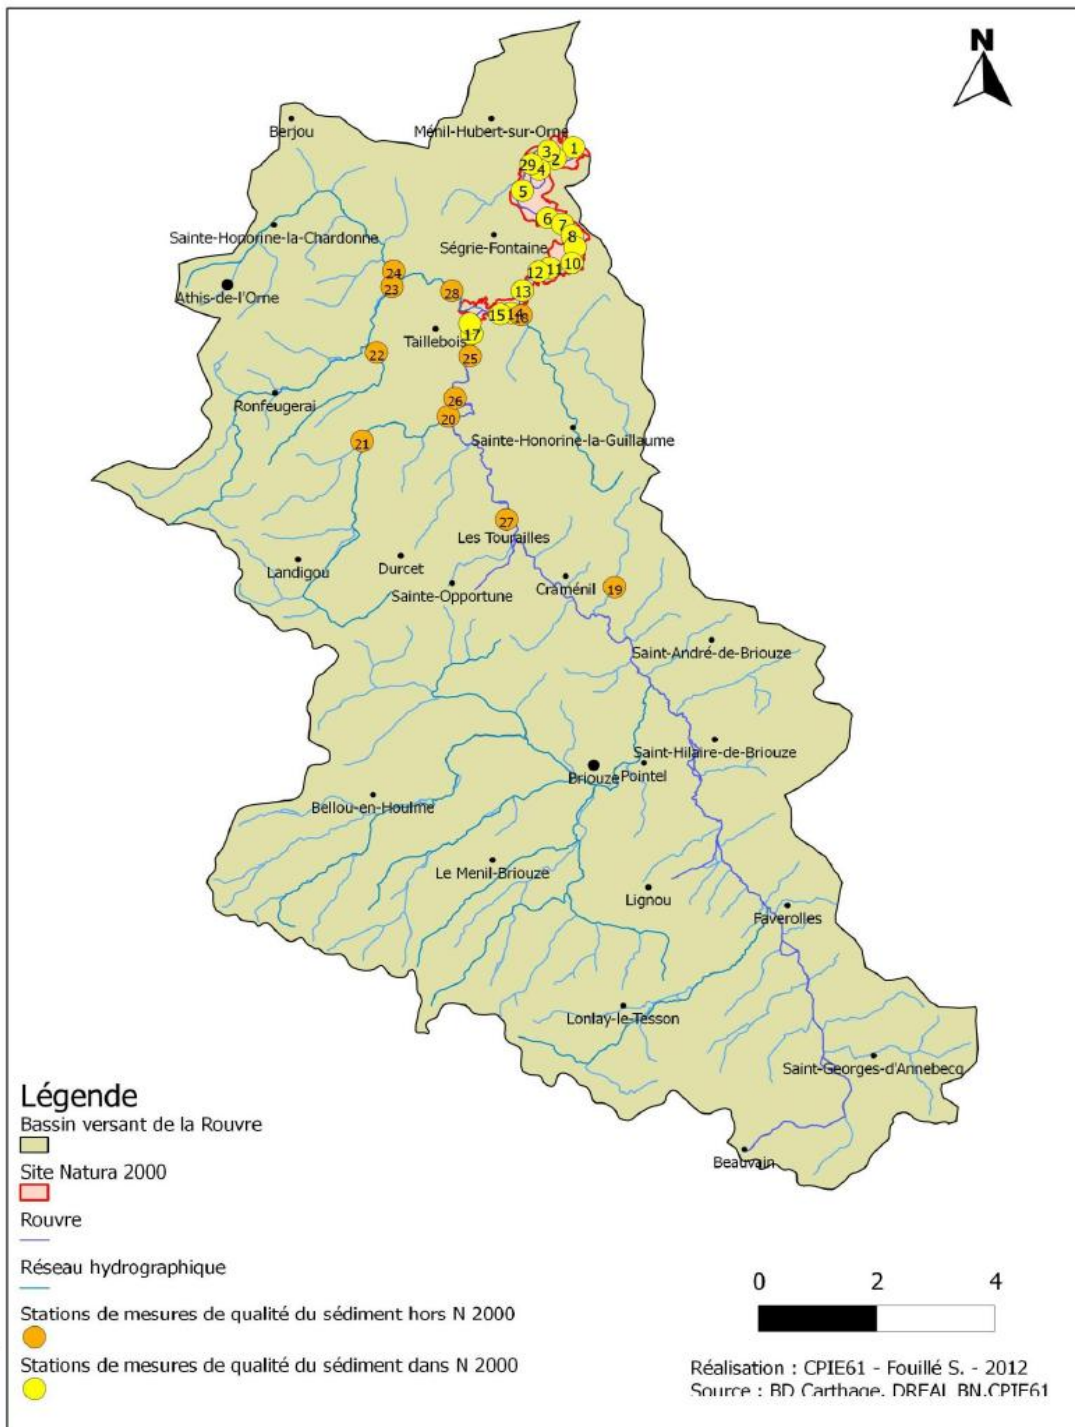 N
Berjou
Ménil-Hubert-sur-Orne
1
3
2
29
4
5
6
7
Sainte-Honorine-la-Chardonne
Ségrie-Fontaine
8
10
11
12
24
23
Athis-de-l'Orne
28
13
15
14
18
Taillebois
17
25
22
Ronfeugerai
26
20
21
Sainte-Honorine-la-Guillaume
27
Les Tourailles
Landigou
Durcet
Sainte-Opportune
Craménil
19
Saint-André-de-Briouze
Saint-Hilaire-de-Briouze
Briouze
Pointel
Bellou-en-Houlme
Le Menil-Briouze
Lignou
Faverolles
Lonlay-le-Tesson
Saint-Georges-d'Annebecq
Beauvain
Légende
Bassin versant de la Rouvre
Site Natura 2000
Rouvre
Réseau hydrographique
Stations de mesures de qualité du sédiment hors N 2000
Stations de mesures de qualité du sédiment dans N 2000
0 2 4
Réalisation : CPIE61 - Fouillé S. - 2012
Source : BD Carthage, DREAL BN,CPIE61